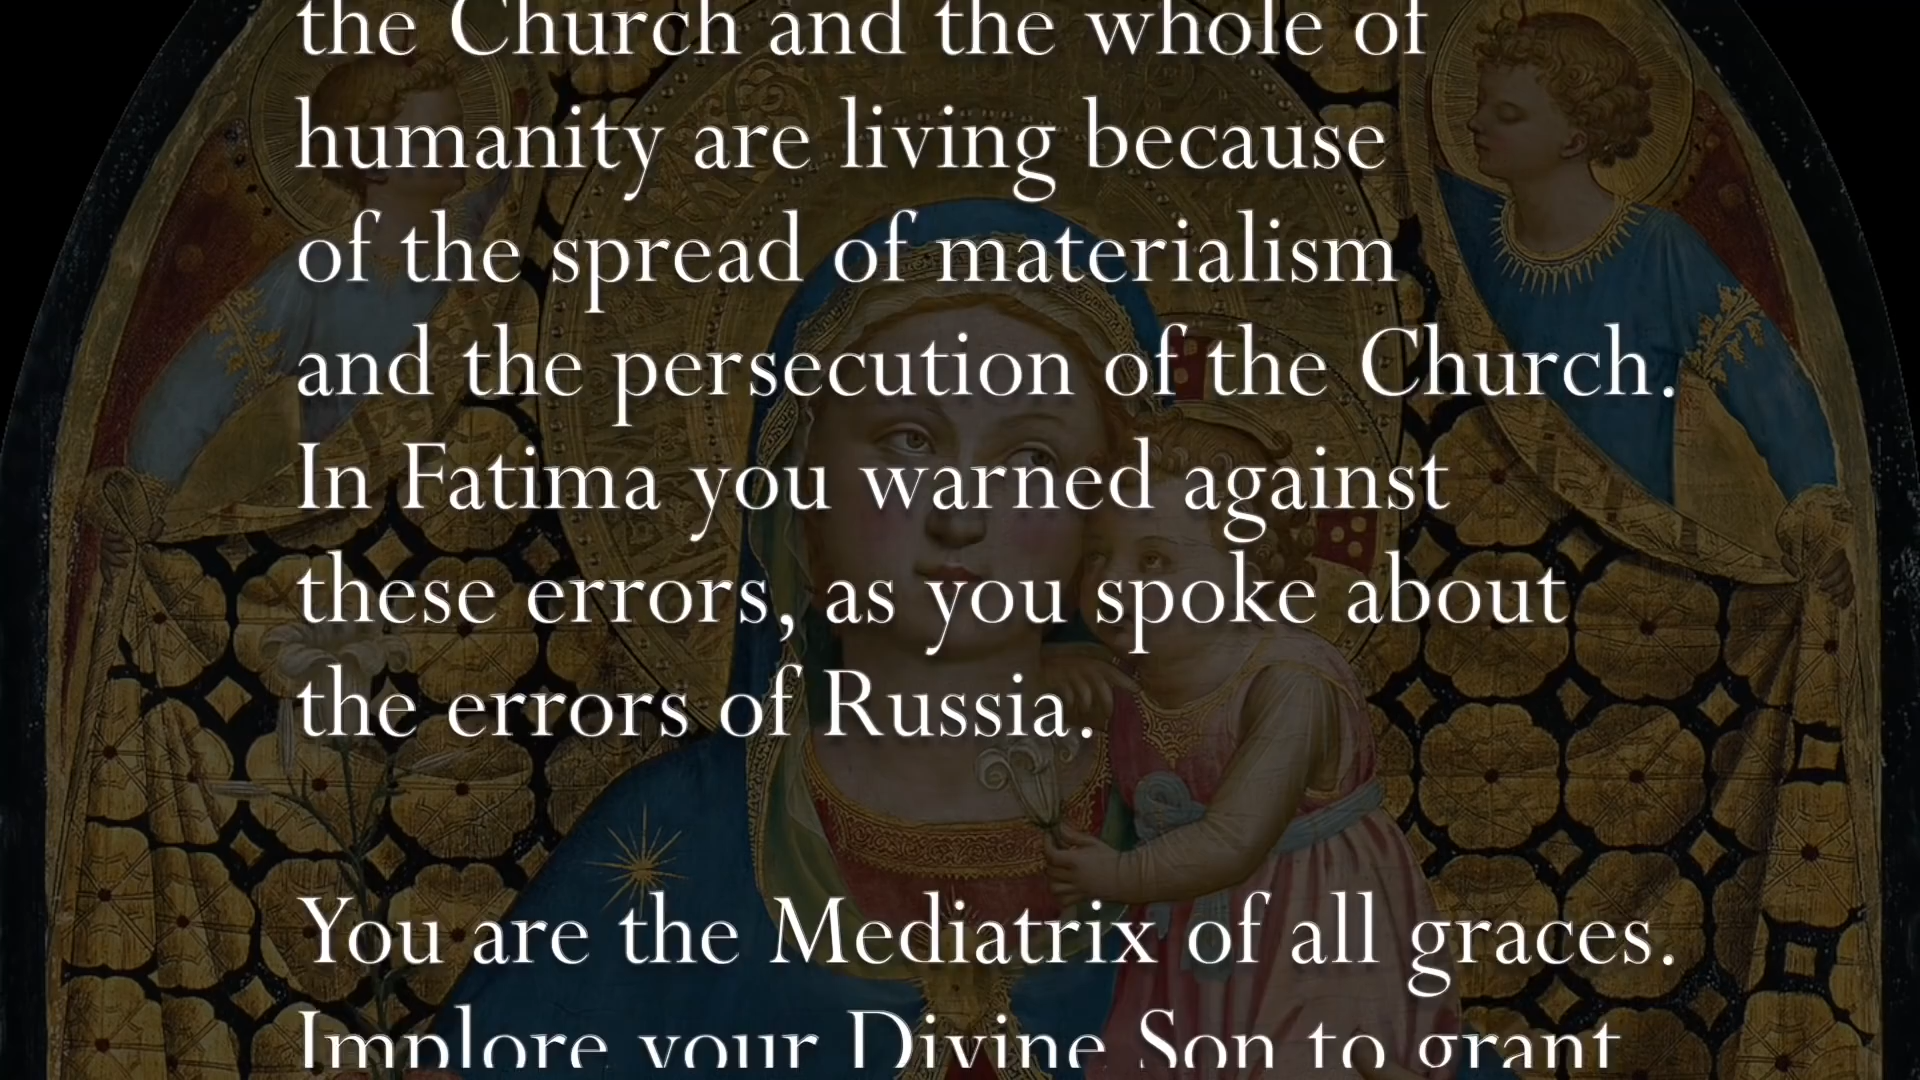 the Church and the whole of
humanity are living because
of the spread of materialism
and the persecution of the Church.
In Fatima you warned against
these errors, as you spoke about
the errors of Russia.
You are the Mediatrix of all graces.
Implore your Divine Son to grant